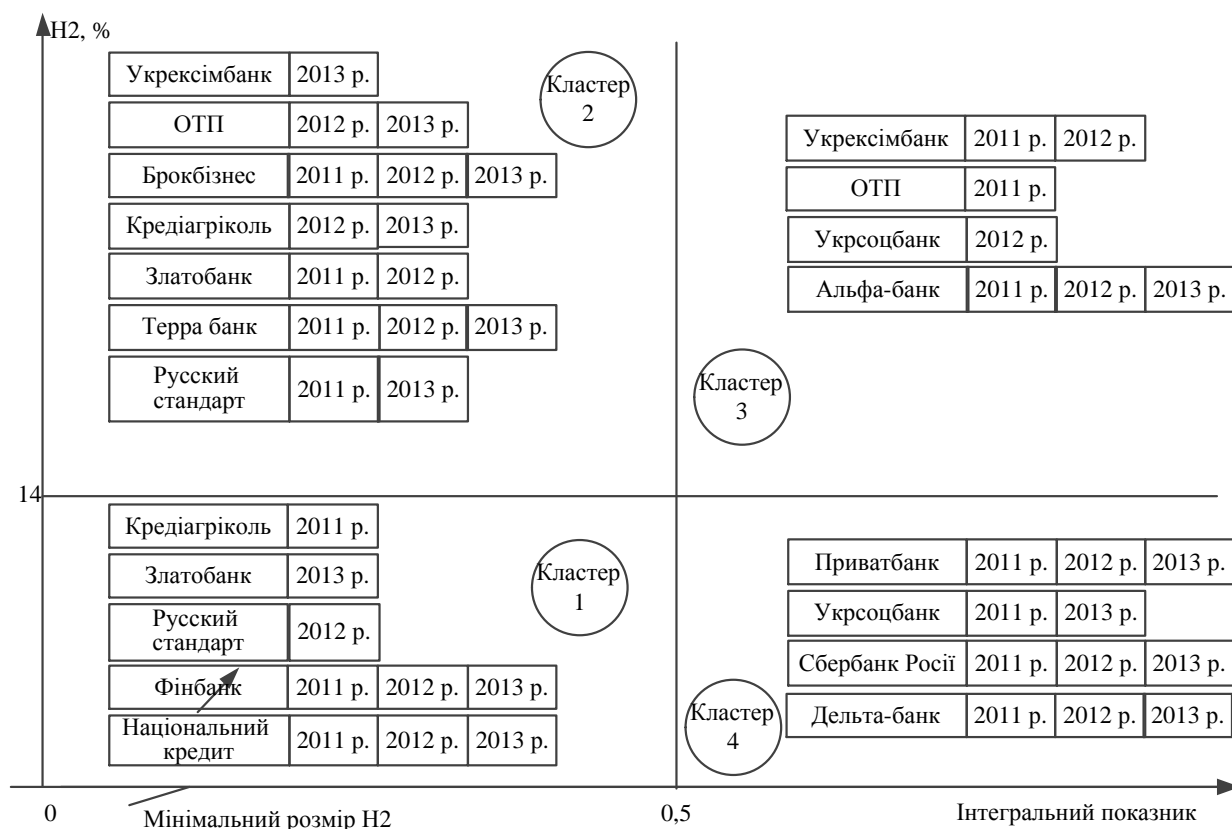 Н2, %
Укрексімбанк 2013 р.
ОТП 2012 р. 2013 р.
Брокбізнес 2011 р. 2012 р. 2013 р.
Кредіагріколь 2012 р. 2013 р.
Златобанк 2011 р. 2012 р.
Терра банк 2011 р. 2012 р. 2013 р.
Русский
стандарт 2011 р. 2013 р.
Кластер
2
Укрексімбанк 2011 р. 2012 р.
ОТП 2011 р.
Укрсоцбанк 2012 р.
Альфа-банк 2011 р. 2012 р. 2013 р.
Кластер
3
14
Кредіагріколь 2011 р.
Златобанк 2013 р.
Русский
стандарт 2012 р.
Фінбанк 2011 р. 2012 р. 2013 р.
Національний
кредит 2011 р. 2012 р. 2013 р.
Кластер
1
Приватбанк 2011 р. 2012 р. 2013 р.
Укрсоцбанк 2011 р. 2013 р.
Сбербанк Росії 2011 р. 2012 р. 2013 р.
Дельта-банк 2011 р. 2012 р. 2013 р.
Кластер
4
0
Мінімальний розмір Н2
0,5
Інтегральний показник